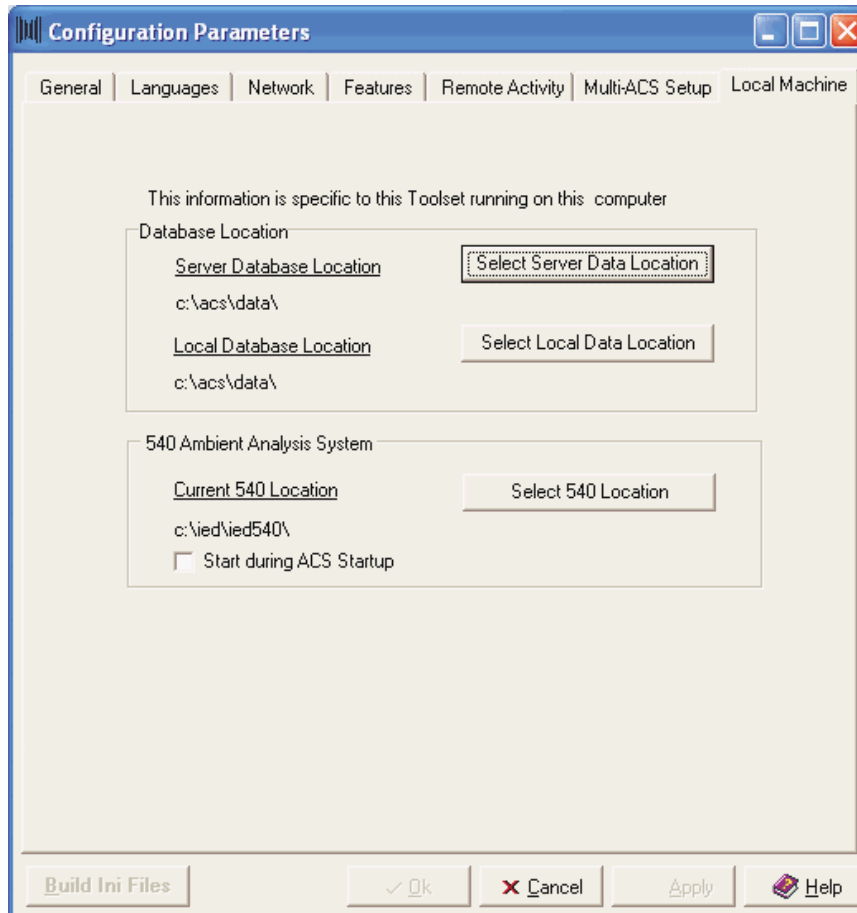 Configuration Parameters
General Languages Network Features Remote Activity Multi-ACS Setup Local Machine
This information is specific to this Toolset running on this computer
Database Location
Server Database Location Select Server Data Location
c:\acs\data\
Local Database Location Select Local Data Location
c:\acs\data\
540 Ambient Analysis System
Current 540 Location Select 540 Location
c:\ied\ied540\
Start during ACS Startup
Build Ini Files Ok Cancel Apply Help